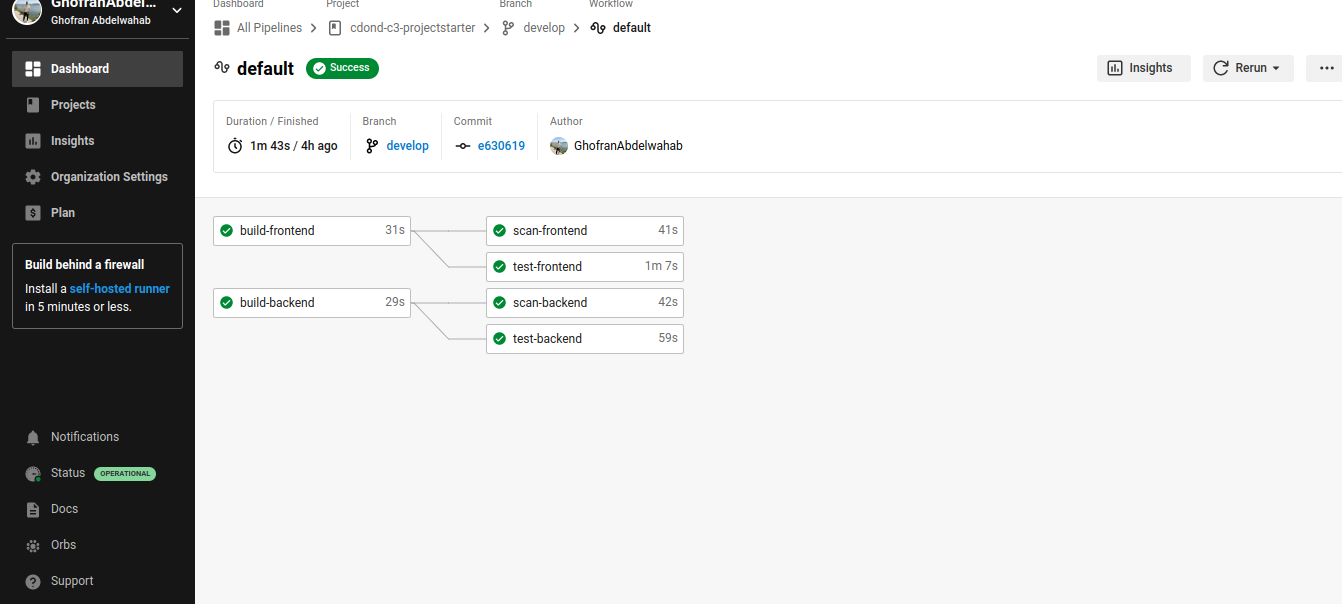 GhofranAbdel...
Ghofran Abdelwahab
Dashboard
Projects
Insights
Organization Settings
Plan
Build behind a firewall
Install a self-hosted runner
in 5 minutes or less.
Notifications
Status OPERATIONAL
Docs
Orbs
Support
Dashboard Project Branch Workflow
All Pipelines cdond-c3-projectstarter develop default
default Success Insights Rerun
Duration / Finished Branch Commit Author
1m 43s / 4h ago develop e630619 GhofranAbdelwahab
build-frontend 31s scan-frontend 41s
test-frontend 1m 7s
build-backend 29s scan-backend 42s
test-backend 59s